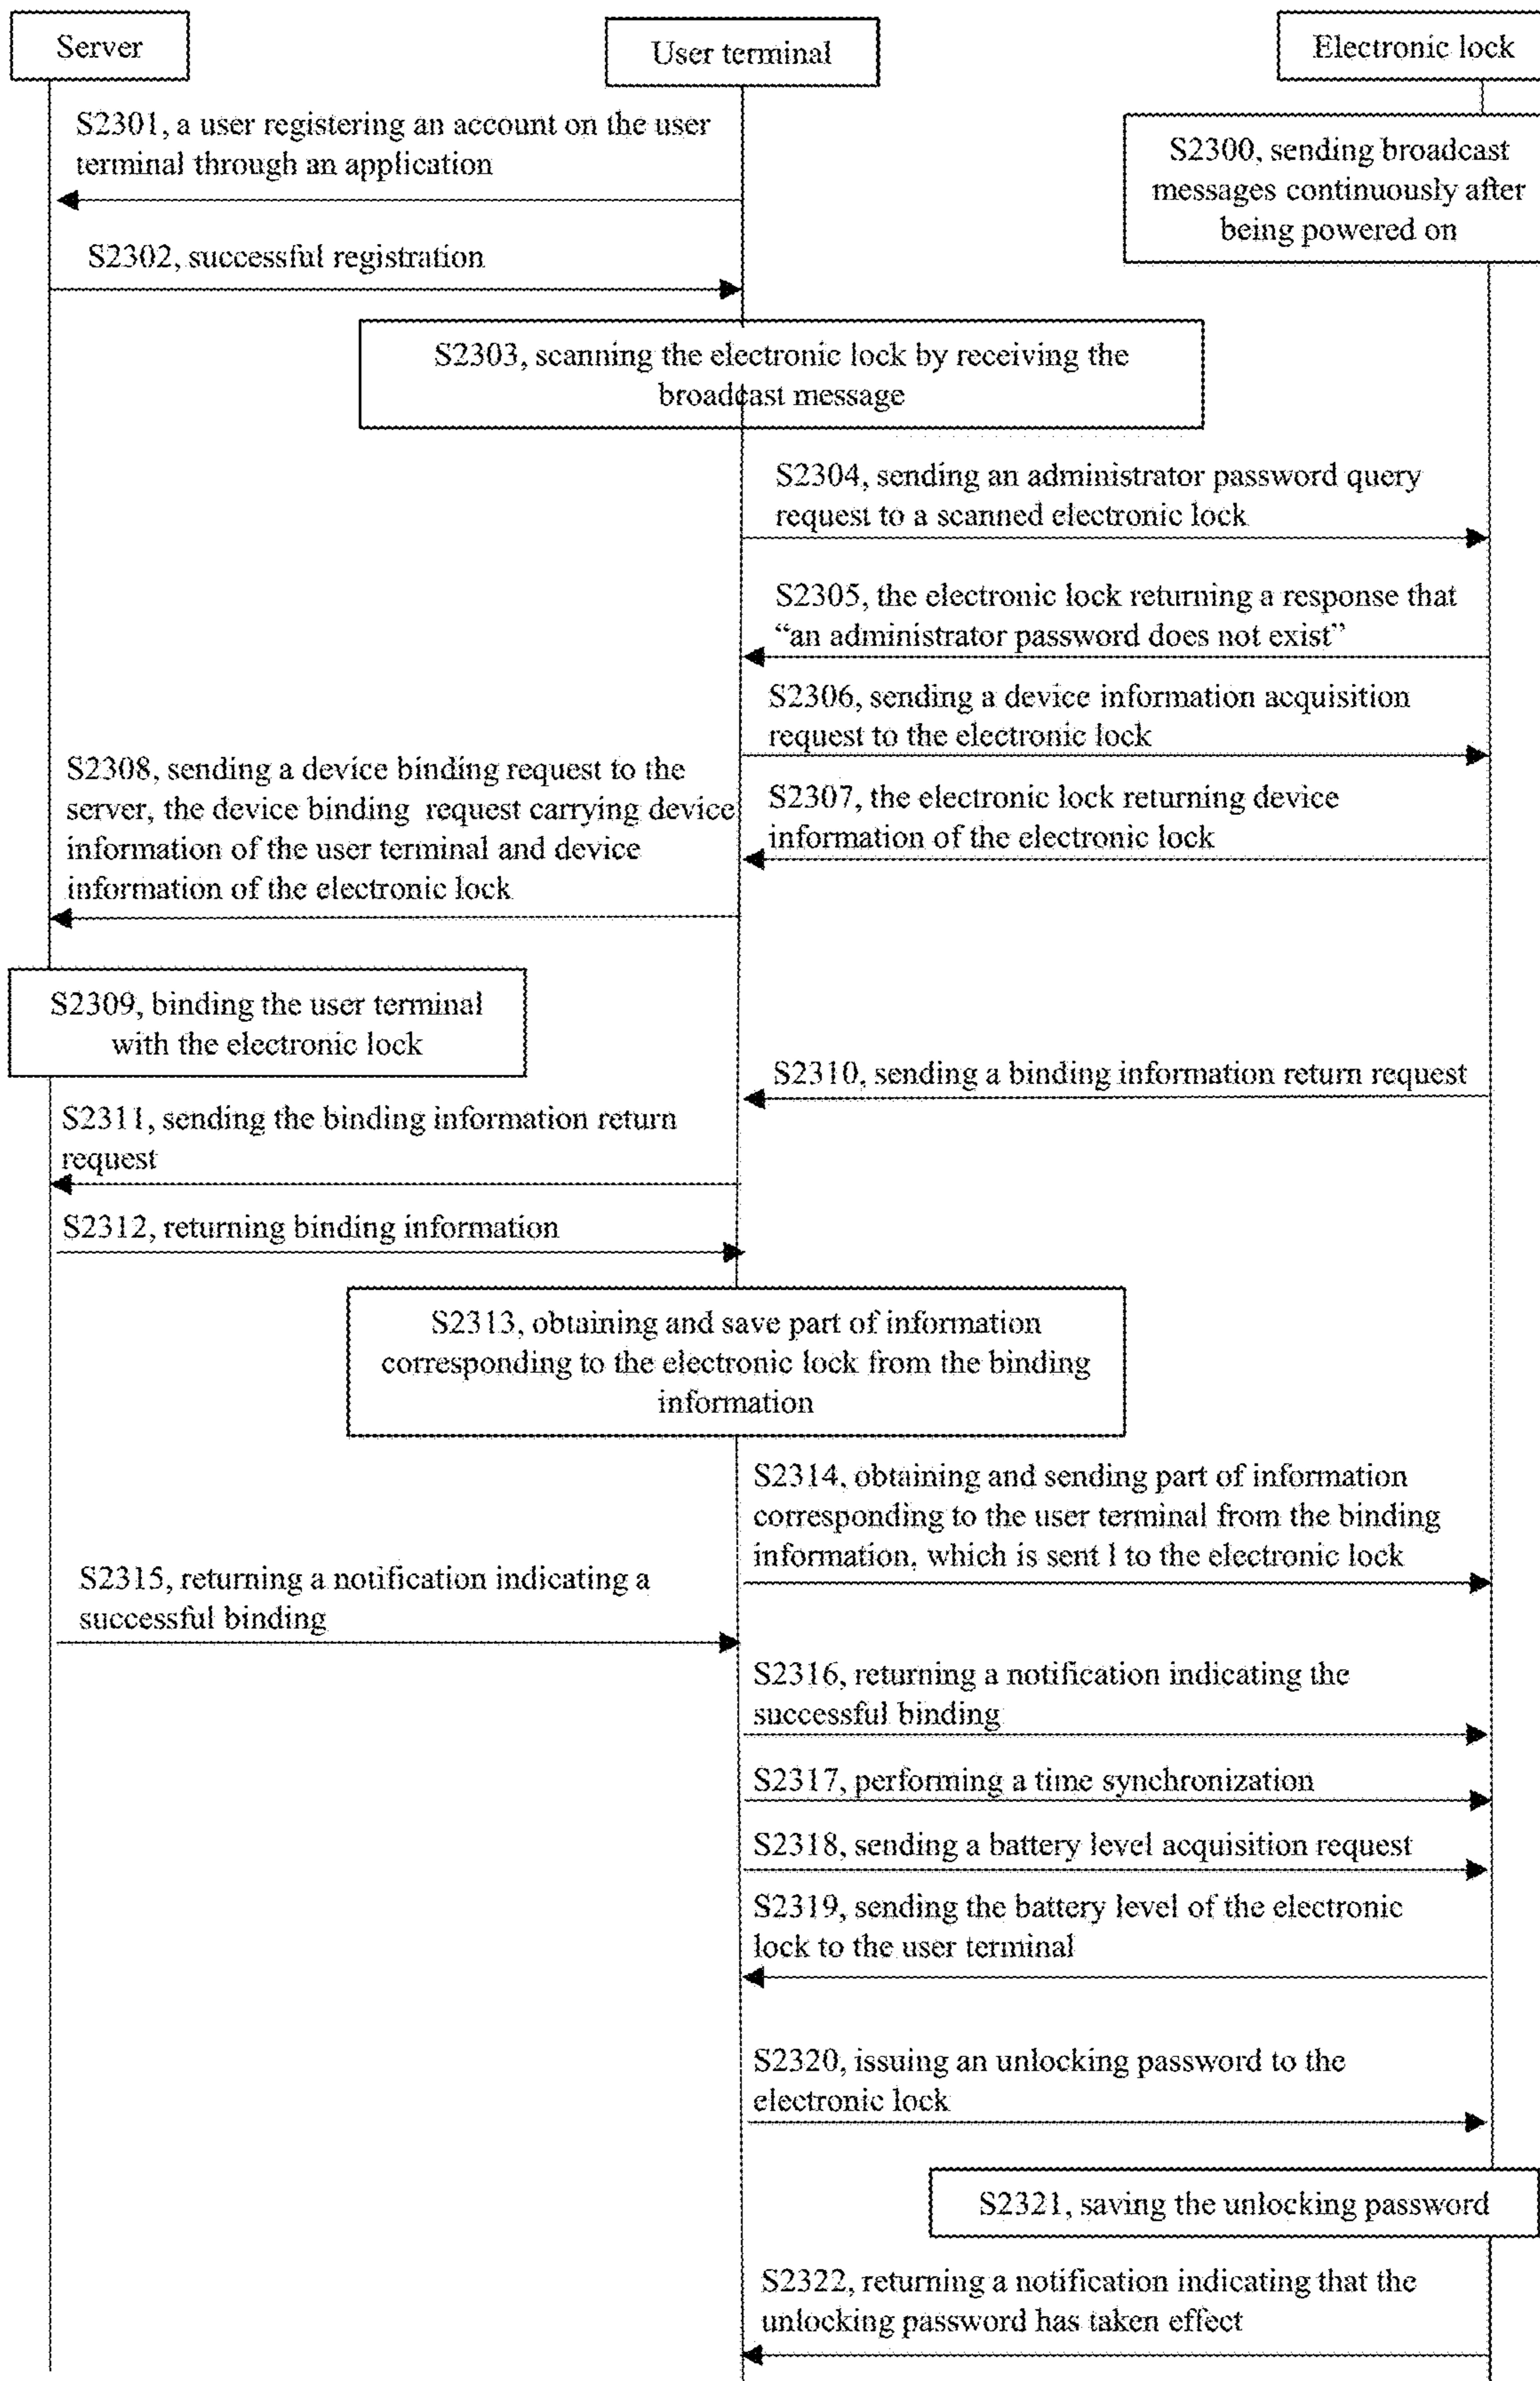 Server
User terminal
Electronic lock
S2301, a user registering an account on the user
terminal through an application
S2300, sending broadcast
messages continuously after
being powered on
S2302, successful registration
S2303, scanning the electronic lock by receiving the
broadcast message
S2304, sending an administrator password query
request to a scanned electronic lock
S2305, the electronic lock returning a response that
“an administrator password does not exist”
S2306, sending a device information acquisition
request to the electronic lock
S2308, sending a device binding request to the
server, the device binding request carrying device
information of the user terminal and device
information of the electronic lock
S2307, the electronic lock returning device
information of the electronic lock
S2309, binding the user terminal
with the electronic lock
S2310, sending a binding information return request
S2311, sending the binding information return
request
S2312, returning binding information
S2313, obtaining and save part of information
corresponding to the electronic lock from the binding
information
S2314, obtaining and sending part of information
corresponding to the user terminal from the binding
information, which is sent l to the electronic lock
S2315, returning a notification indicating a
successful binding
S2316, returning a notification indicating the
successful binding
S2317, performing a time synchronization
S2318, sending a battery level acquisition request
S2319, sending the battery level of the electronic
lock to the user terminal
S2320, issuing an unlocking password to the
electronic lock
S2321, saving the unlocking password
S2322, returning a notification indicating that the
unlocking password has taken effect